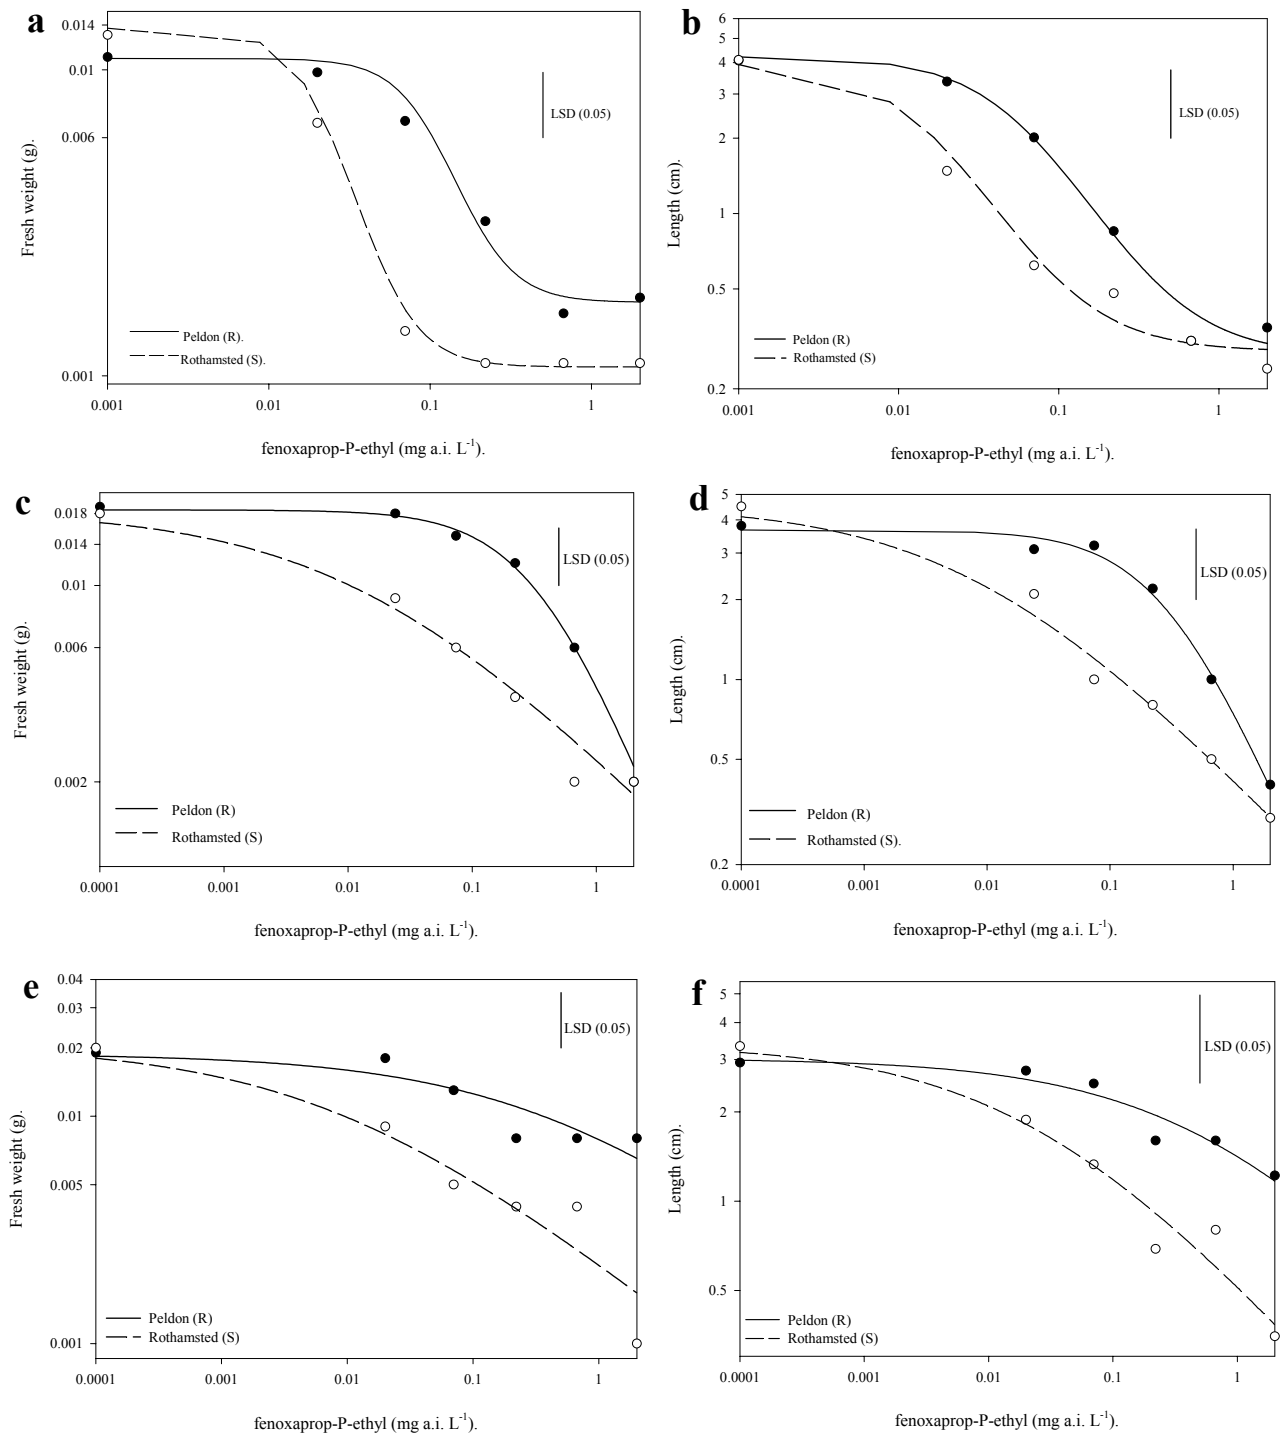 a
0.014
0.01
0.006
0.001
Fresh weight (g).
LSD (0.05)
Peldon (R).
Rothamsted (S).
0.001
0.01
0.1
1
fenoxaprop-P-ethyl (mg a.i. L-1).
b
6
5
4
3
2
1
0.5
0.2
Length (cm).
LSD (0.05)
Peldon (R)
Rothamsted (S)
0.001
0.01
0.1
1
fenoxaprop-P-ethyl (mg a.i. L-1).
c
0.018
0.014
0.01
0.006
0.002
Fresh weight (g).
LSD (0.05)
Peldon (R)
Rothamsted (S)
0.0001
0.001
0.01
0.1
1
fenoxaprop-P-ethyl (mg a.i. L-1).
d
5
4
3
2
1
0.5
0.2
Length (cm).
LSD (0.05)
Peldon (R)
Rothamsted (S).
0.0001
0.01
0.1
1
fenoxaprop-P-ethyl (mg a.i. L-1).
e
0.04
0.03
0.02
0.01
0.005
0.001
Fresh weight (g).
LSD (0.05)
Peldon (R)
Rothamsted (S)
0.0001
0.01
0.1
1
fenoxaprop-P-ethyl (mg a.i. L-1).
f
5
4
3
2
1
0.5
Length (cm).
LSD (0.05)
Peldon (R)
Rothamsted (S)
0.0001
0.001
0.01
0.1
1
fenoxaprop-P-ethyl (mg a.i. L-1).